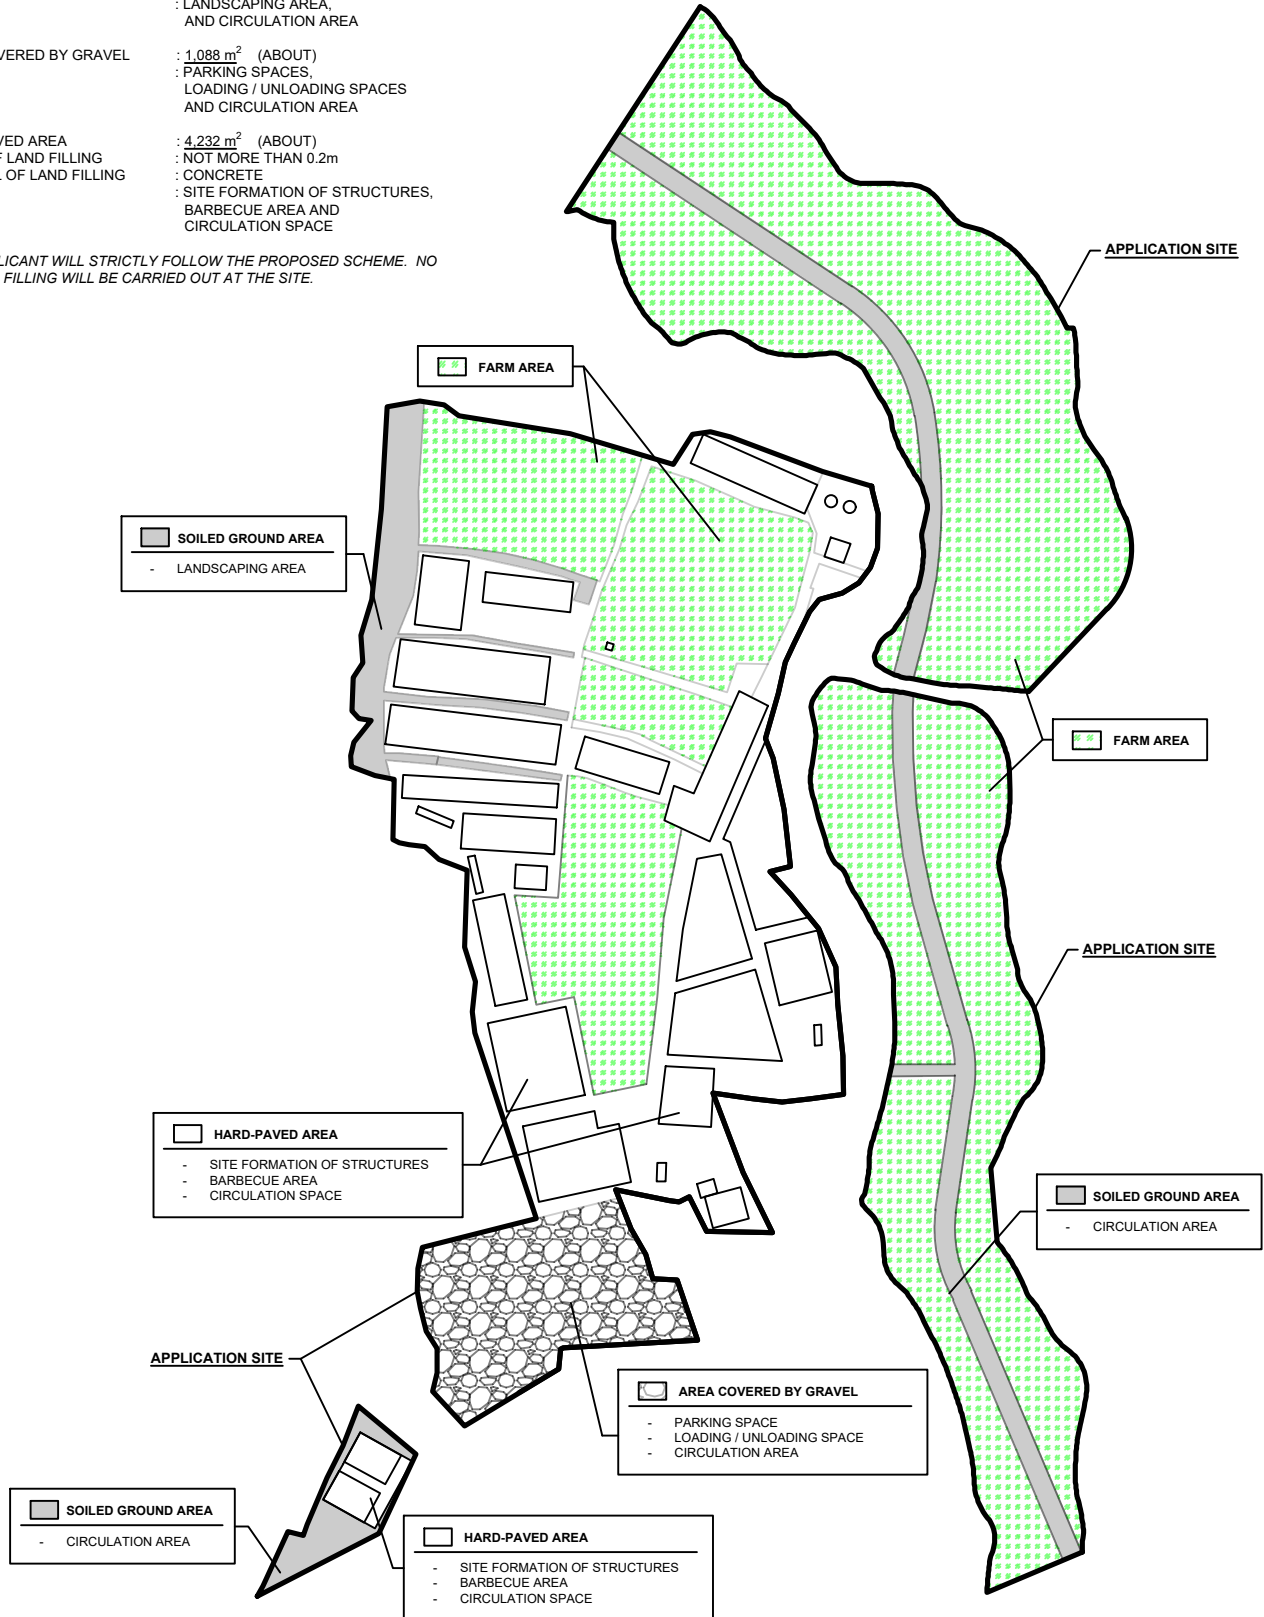 : LANDSCAPING AREA,
AND CIRCULATION AREA
VERED BY GRAVEL : 1,088 m² (ABOUT)
: PARKING SPACES,
LOADING / UNLOADING SPACES
AND CIRCULATION AREA
VED AREA : 4,232 m² (ABOUT)
F LAND FILLING : NOT MORE THAN 0.2m
L OF LAND FILLING : CONCRETE
: SITE FORMATION OF STRUCTURES,
BARBECUE AREA AND
CIRCULATION SPACE
LICANT WILL STRICTLY FOLLOW THE PROPOSED SCHEME. NO
FILLING WILL BE CARRIED OUT AT THE SITE.
APPLICATION SITE
FARM AREA
SOILED GROUND AREA
- LANDSCAPING AREA
FARM AREA
APPLICATION SITE
HARD-PAVED AREA
- SITE FORMATION OF STRUCTURES
- BARBECUE AREA
- CIRCULATION SPACE
SOILED GROUND AREA
- CIRCULATION AREA
APPLICATION SITE
AREA COVERED BY GRAVEL
- PARKING SPACE
- LOADING / UNLOADING SPACE
- CIRCULATION AREA
SOILED GROUND AREA
- CIRCULATION AREA
HARD-PAVED AREA
- SITE FORMATION OF STRUCTURES
- BARBECUE AREA
- CIRCULATION SPACE